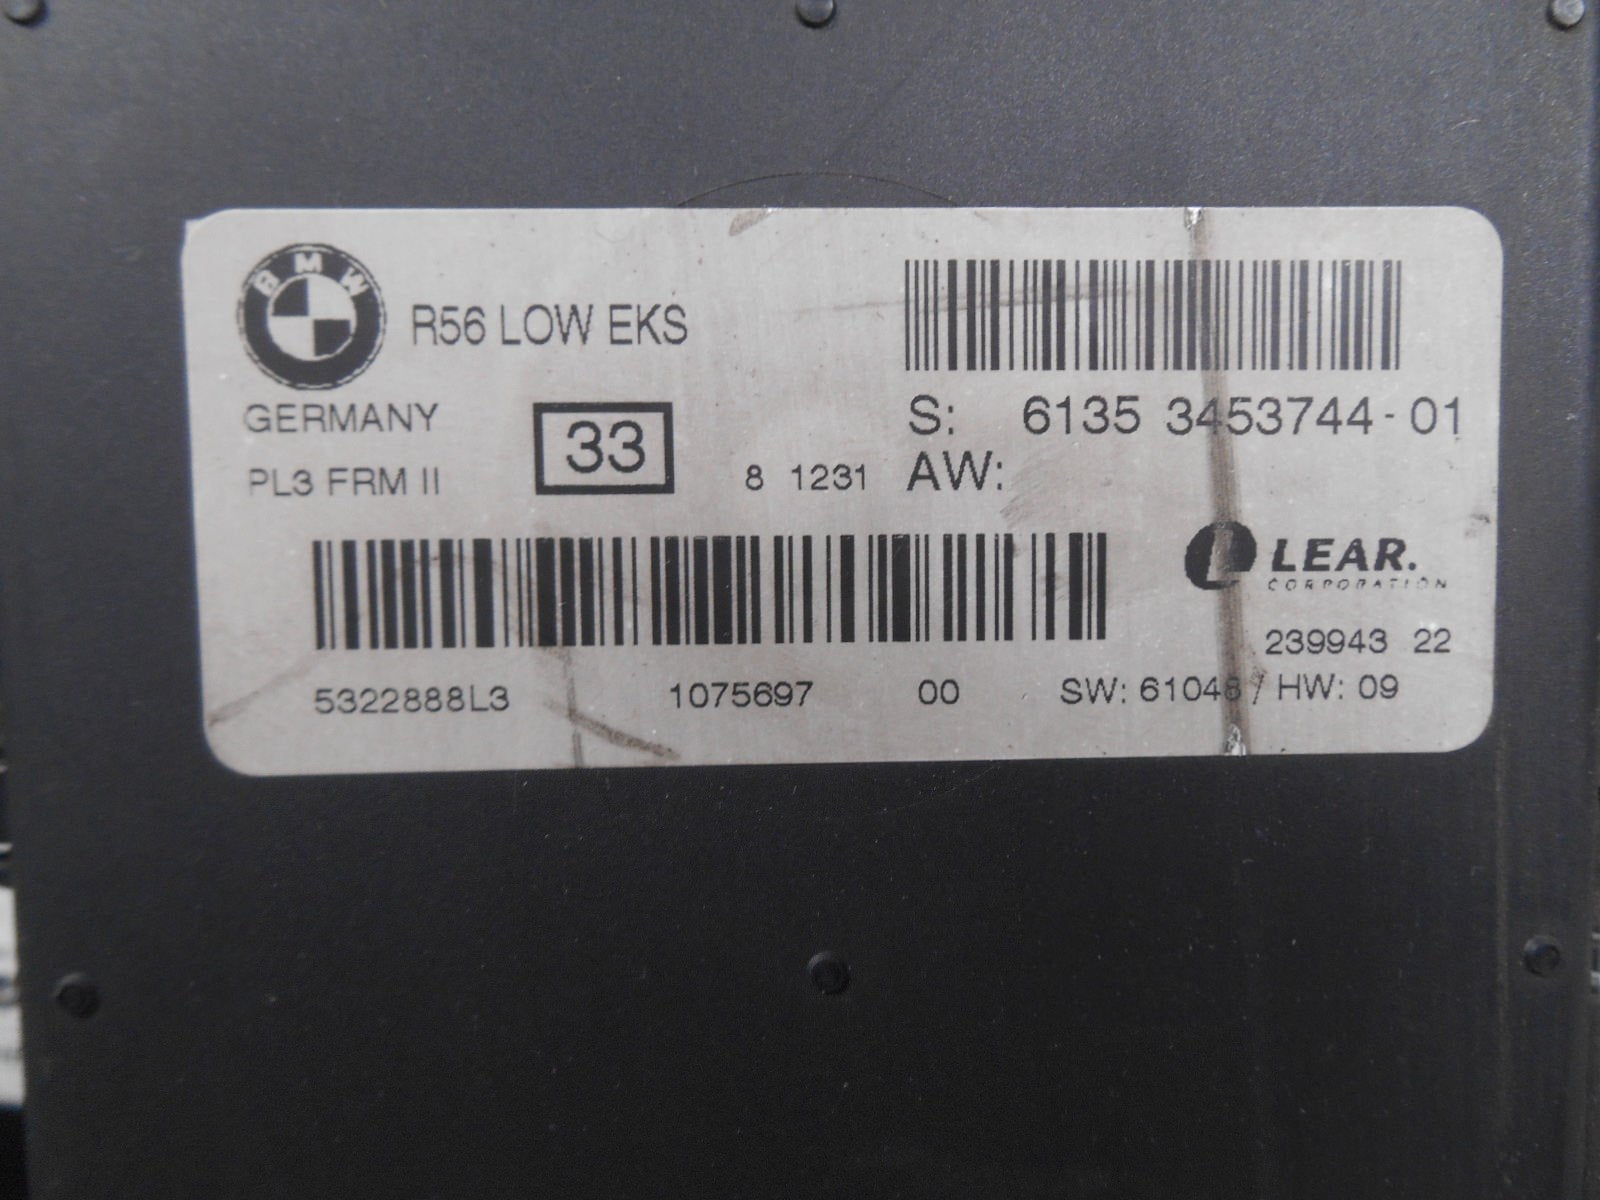 BMW
R56 LOW EKS
GERMANY
PL3 FRM II
33
8 1231
S: 6135 3453744-01
AW:
LEAR.
CORPORATION
239943 22
5322888L3 1075697 00 SW: 61048 / HW: 09